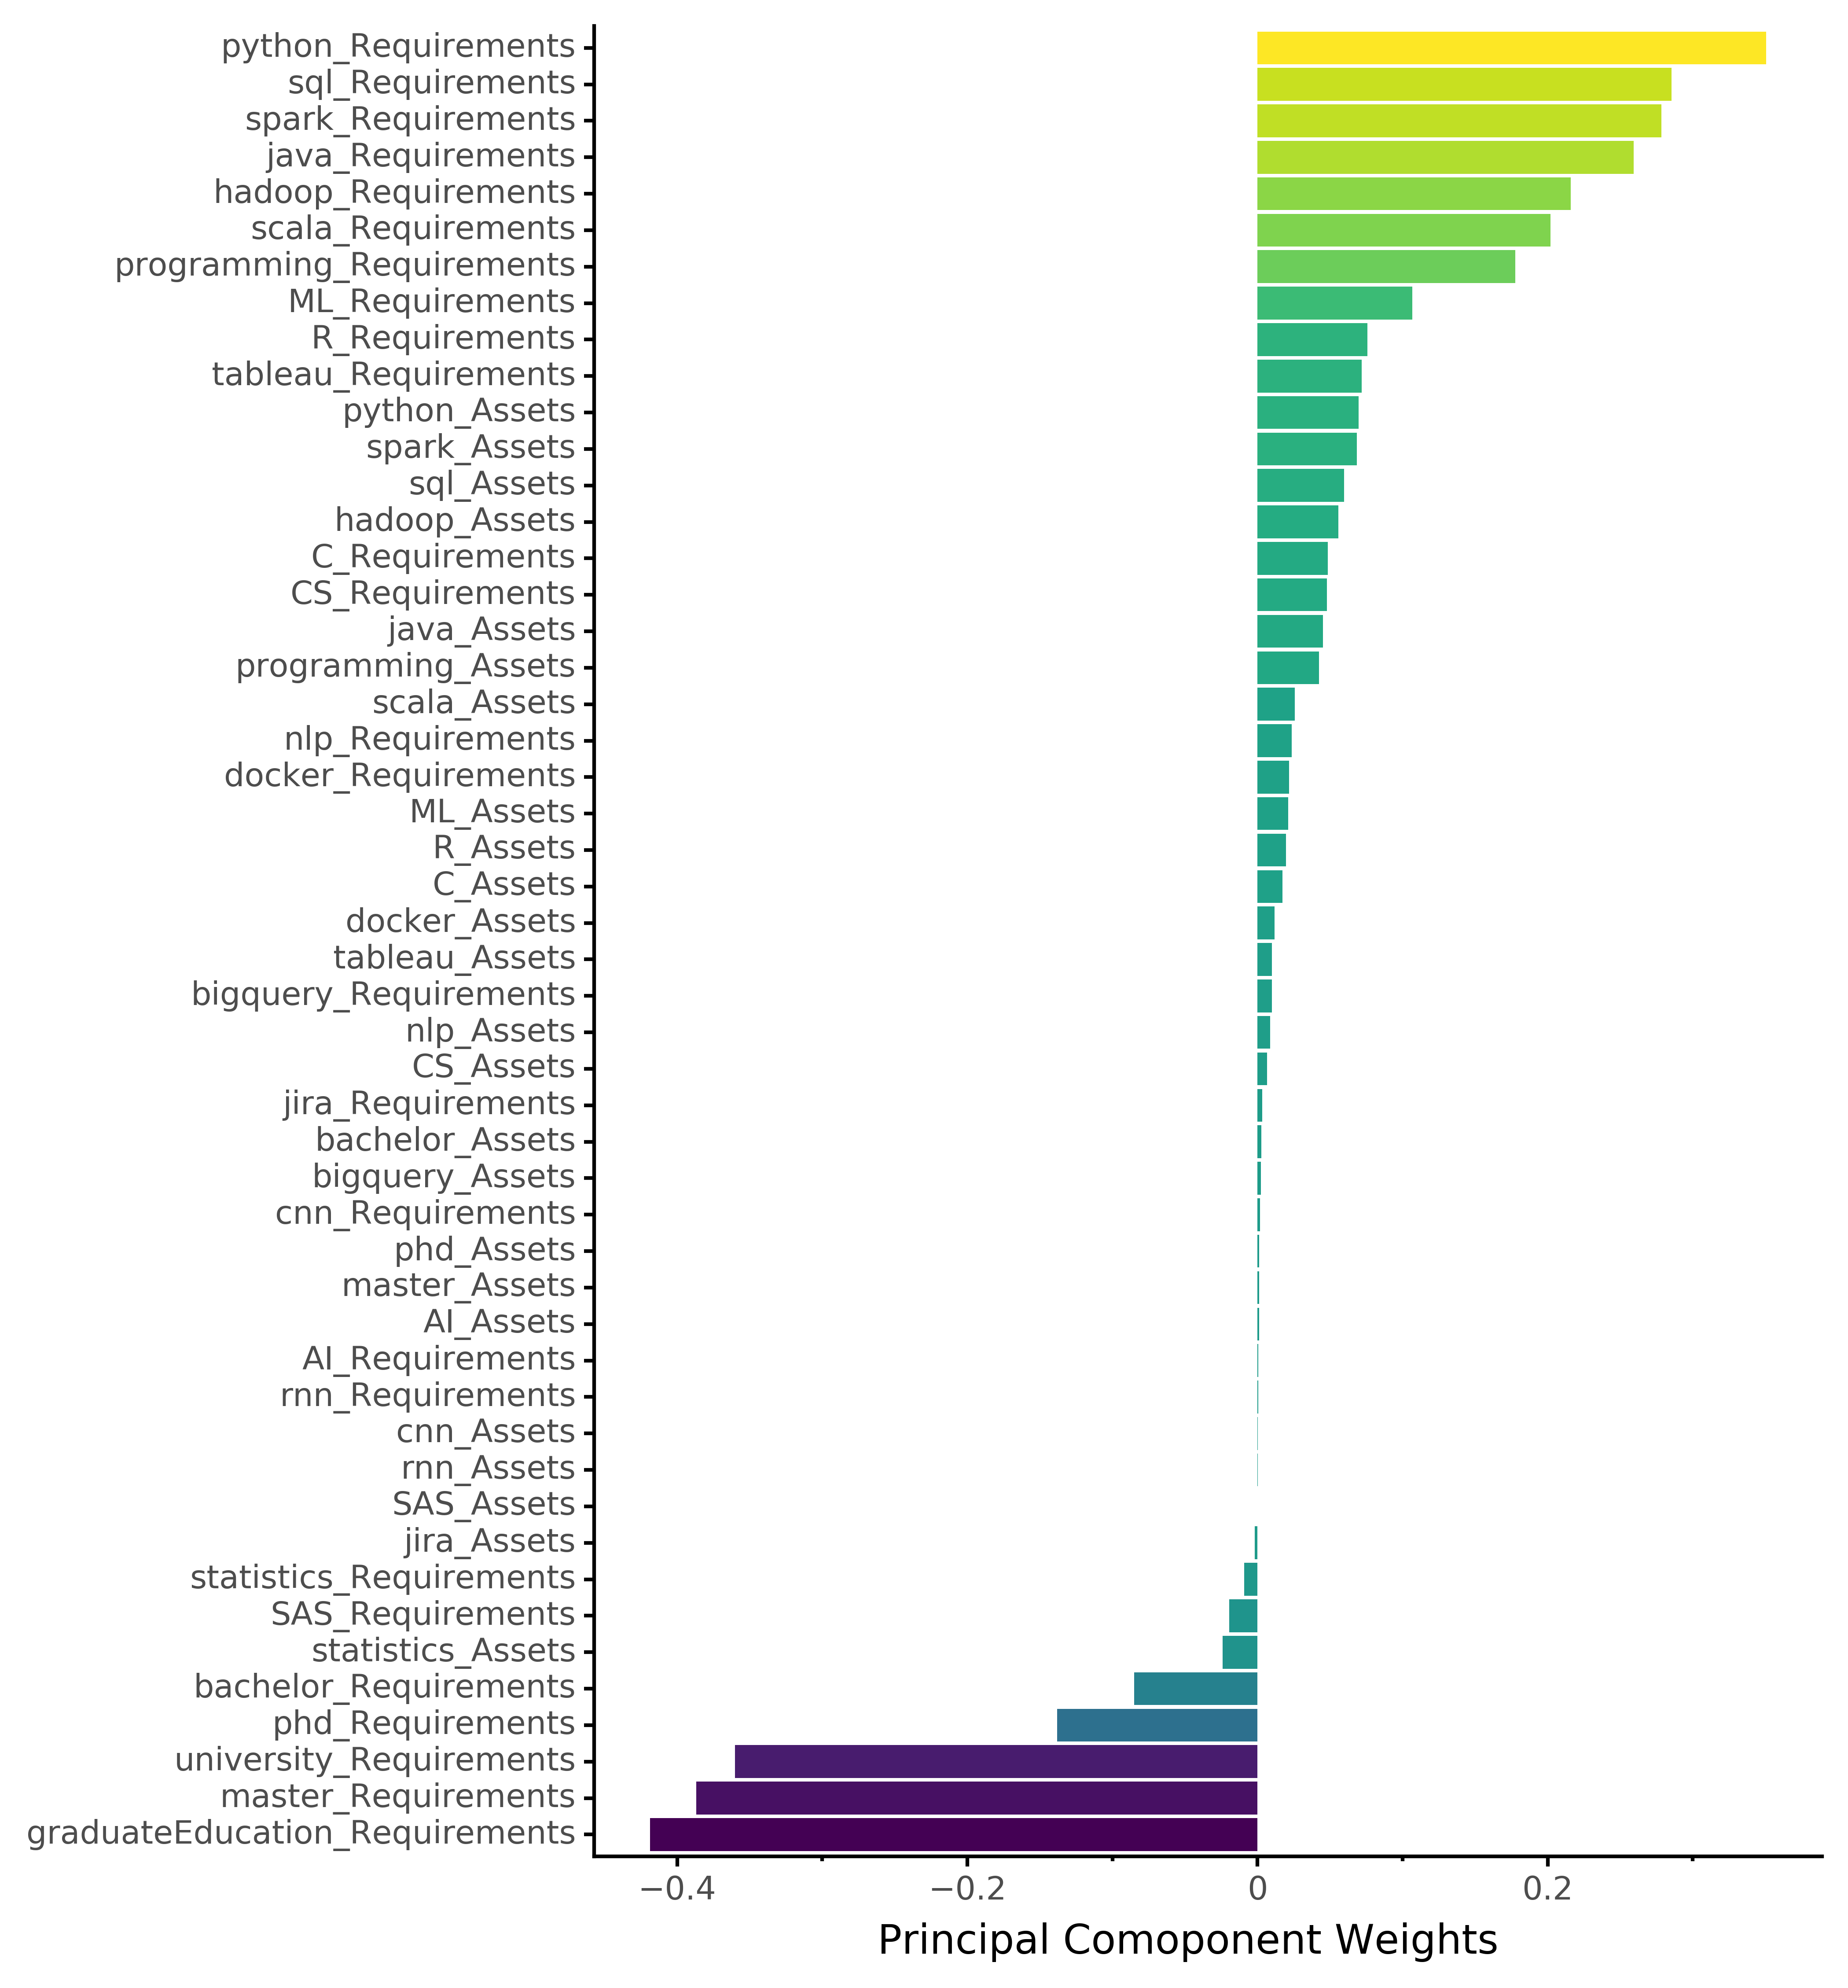 python_Requirements
sql_Requirements
spark_Requirements
java_Requirements
hadoop_Requirements
scala_Requirements
programming_Requirements
ML_Requirements
R_Requirements
tableau_Requirements
python_Assets
spark_Assets
sql_Assets
hadoop_Assets
C_Requirements
CS_Requirements
java_Assets
programming_Assets
scala_Assets
nlp_Requirements
docker_Requirements
ML_Assets
R_Assets
C_Assets
docker_Assets
tableau_Assets
bigquery_Requirements
nlp_Assets
CS_Assets
jira_Requirements
bachelor_Assets
bigquery_Assets
cnn_Requirements
phd_Assets
master_Assets
AI_Assets
AI_Requirements
rnn_Requirements
cnn_Assets
rnn_Assets
SAS_Assets
jira_Assets
statistics_Requirements
SAS_Requirements
statistics_Assets
bachelor_Requirements
phd_Requirements
university_Requirements
master_Requirements
graduateEducation_Requirements
−0.4 −0.2 0 0.2
Principal Comoponent Weights